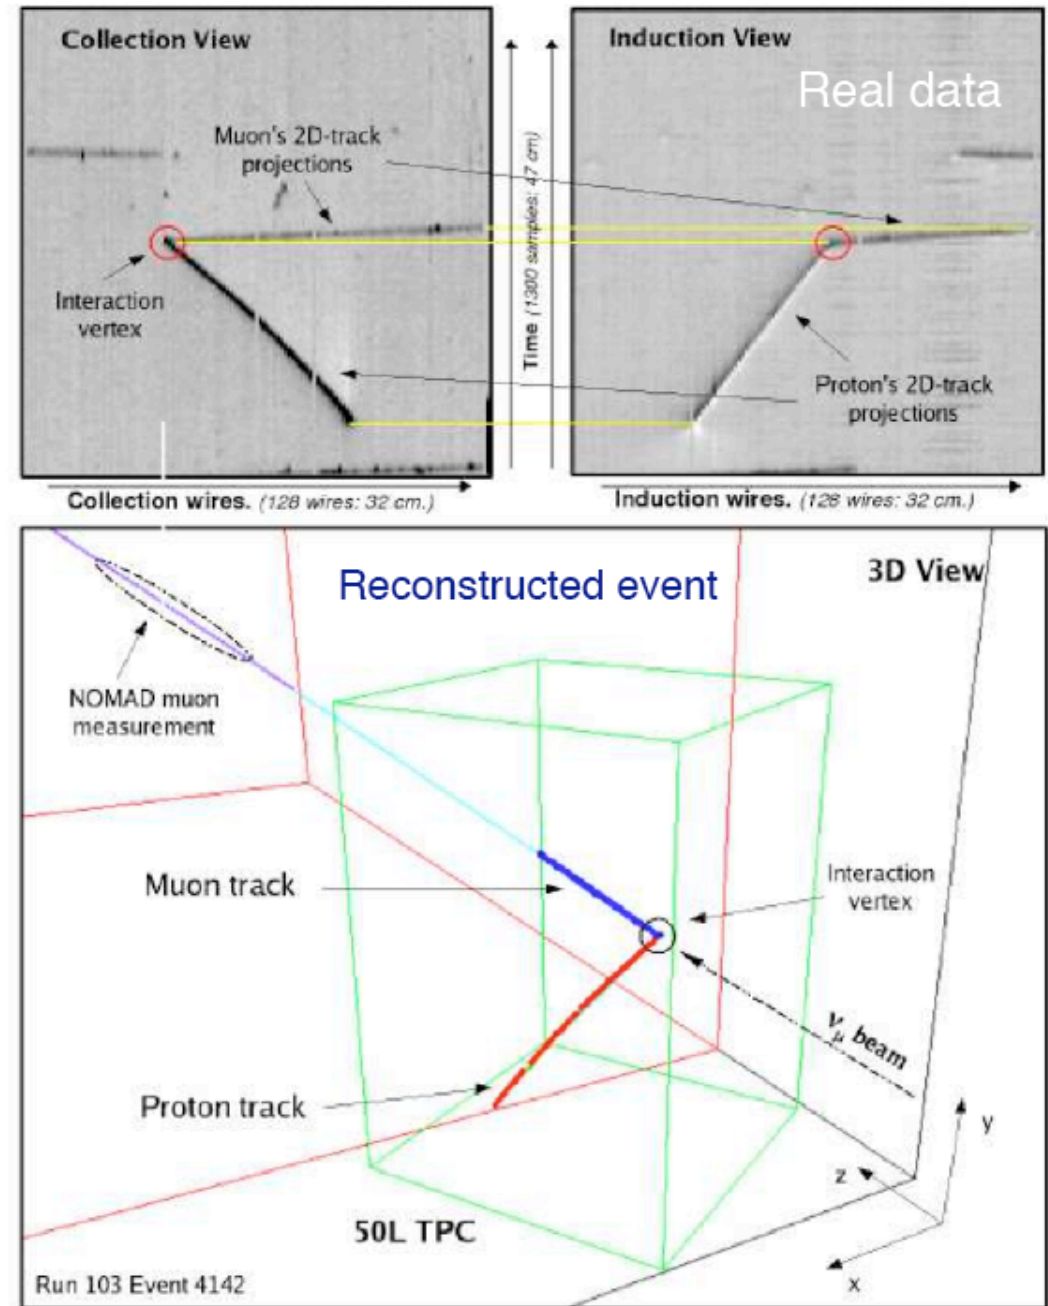 Collection View
Induction View
Real data
Muon's 2D-track
projections
Interaction
vertex
Time (1300 samples: 47 cm)
Proton's 2D-track
projections
Collection wires. (128 wires: 32 cm.)
Induction wires. (128 wires: 32 cm.)
Reconstructed event
3D View
NOMAD muon
measurement
Muon track
Interaction
vertex
ν_μ beam
Proton track
y
z
x
50L TPC
Run 103 Event 4142